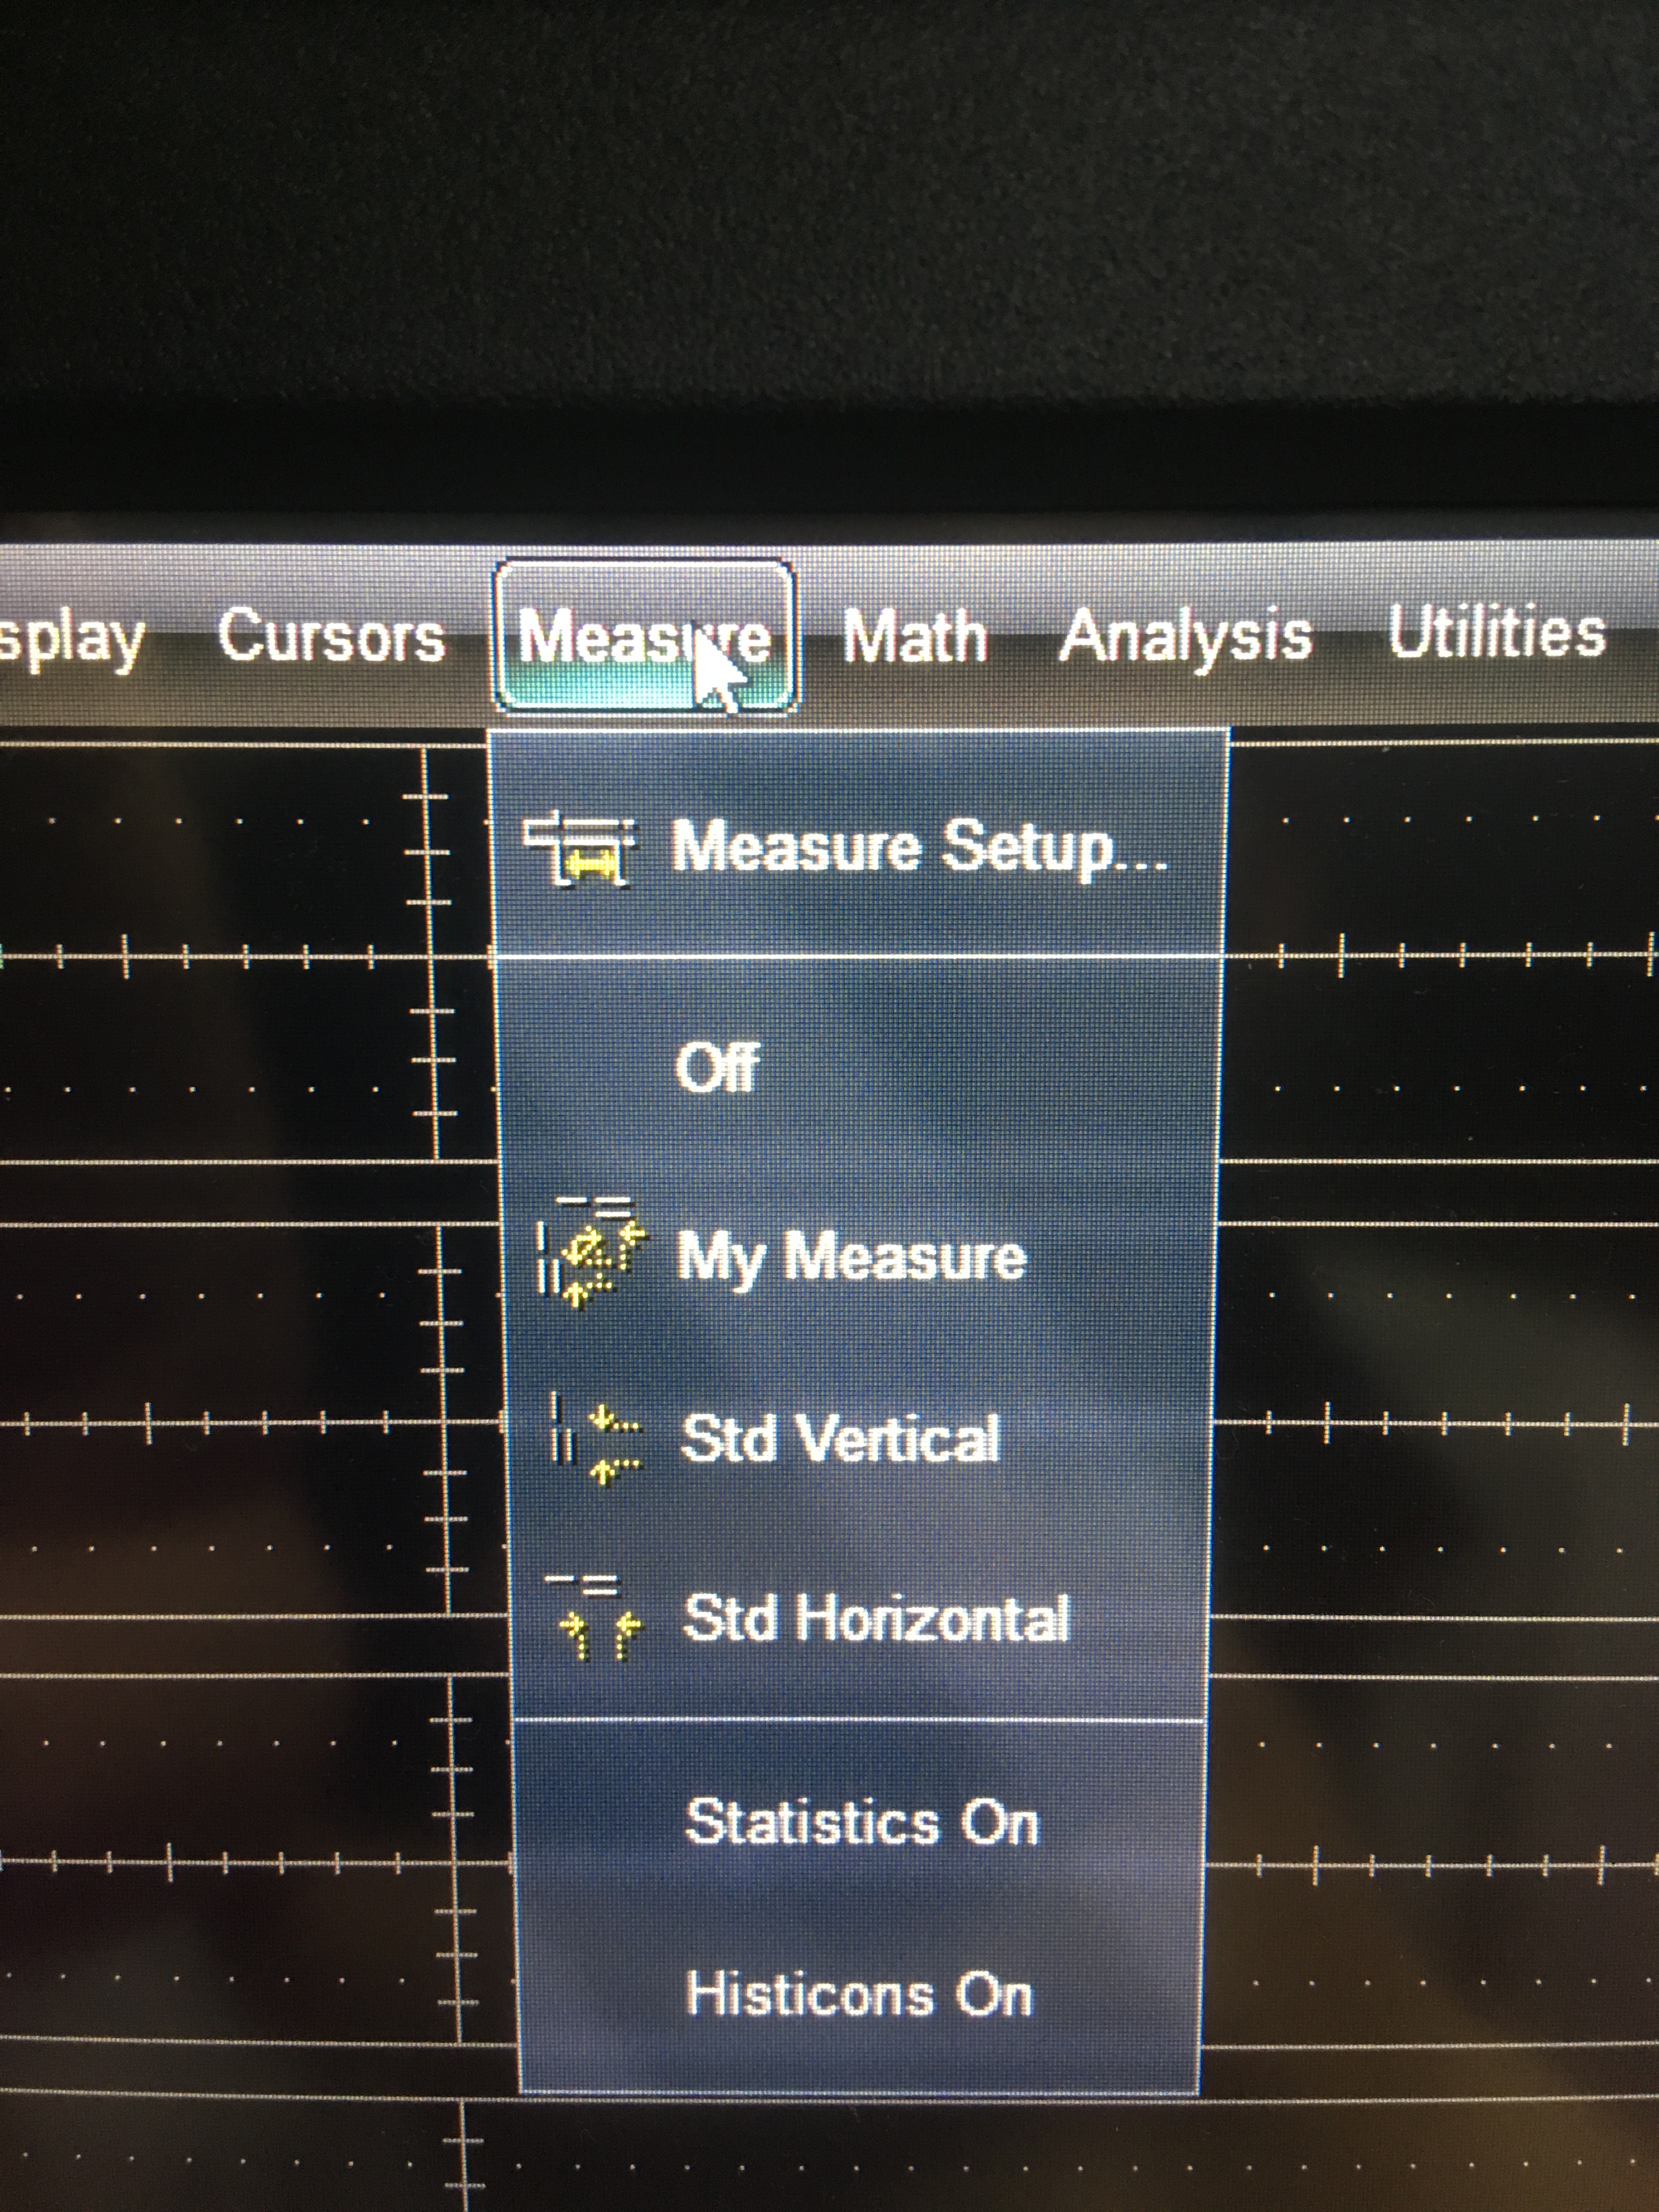 splay Cursors Measure Math Analysis Utilities
Measure Setup...
Off
My Measure
Std Vertical
Std Horizontal
Statistics On
Histicons On